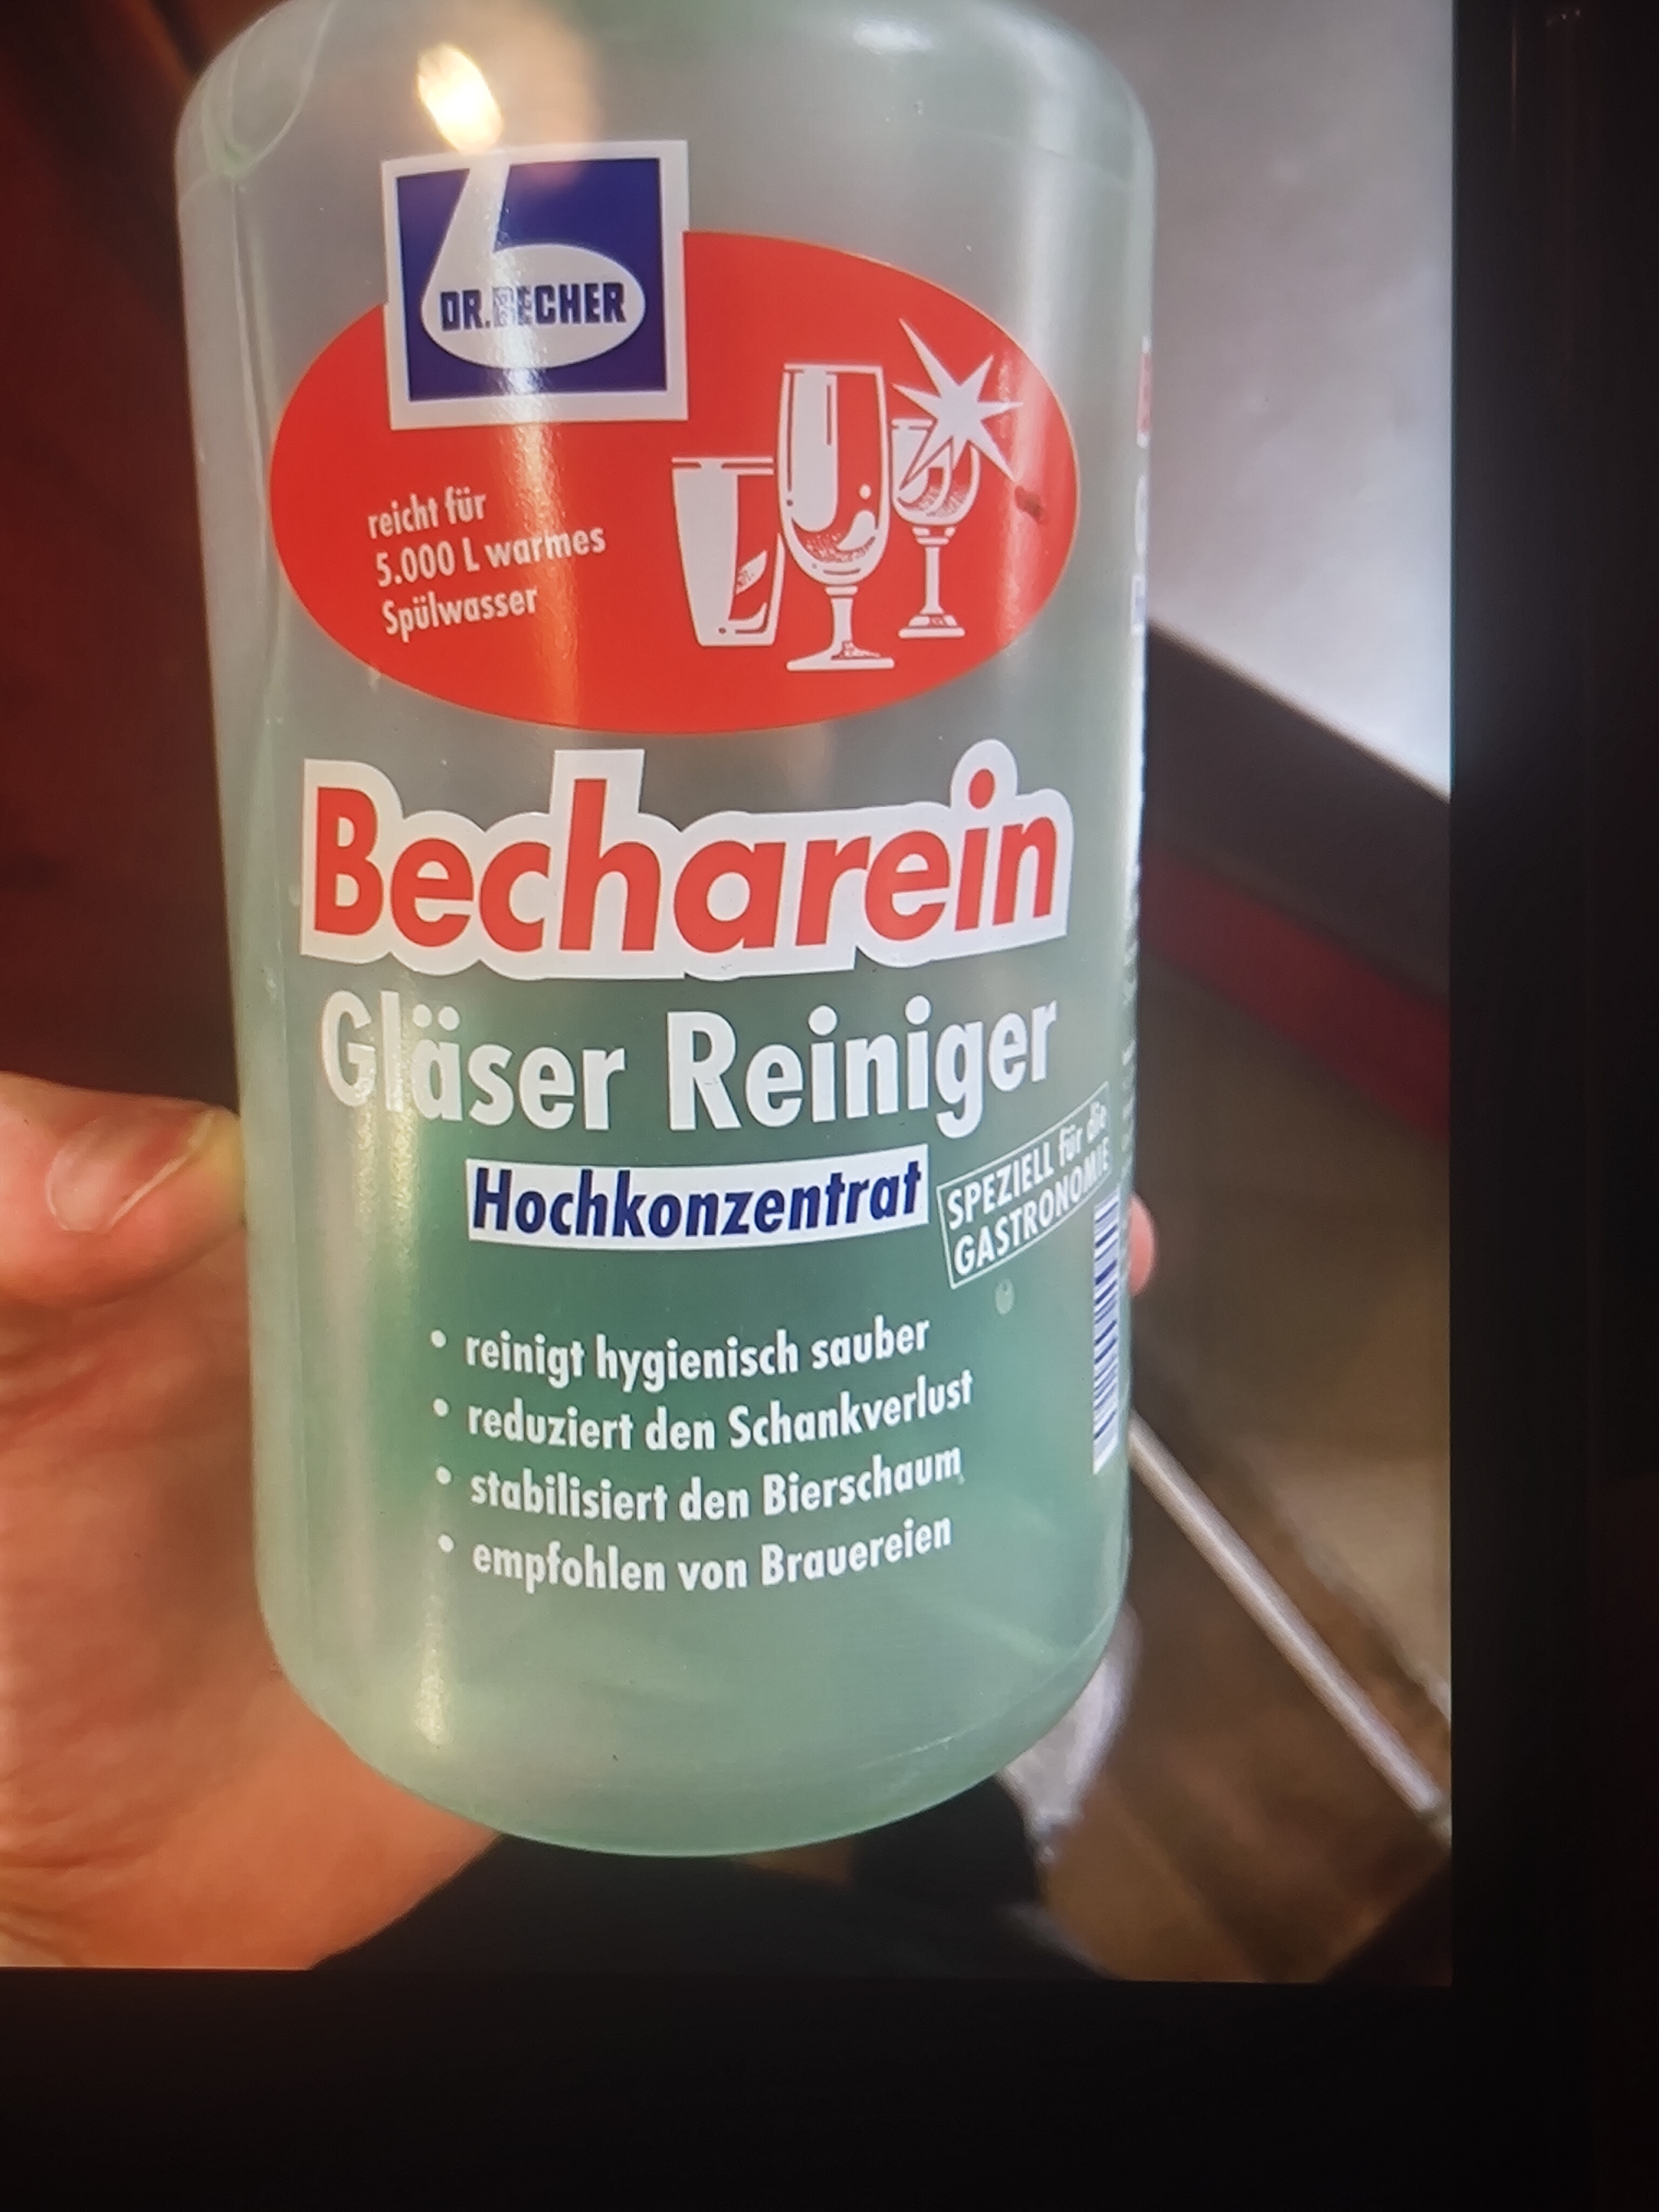 DR.BECHER
reicht für
5.000 L warmes
Spülwasser
Becharein
Gläser Reiniger
Hochkonzentrat
SPEZIELL für die
GASTRONOMIE
• reinigt hygienisch sauber
• reduziert den Schankverlust
• stabilisiert den Bierschaum
• empfohlen von Brauereien